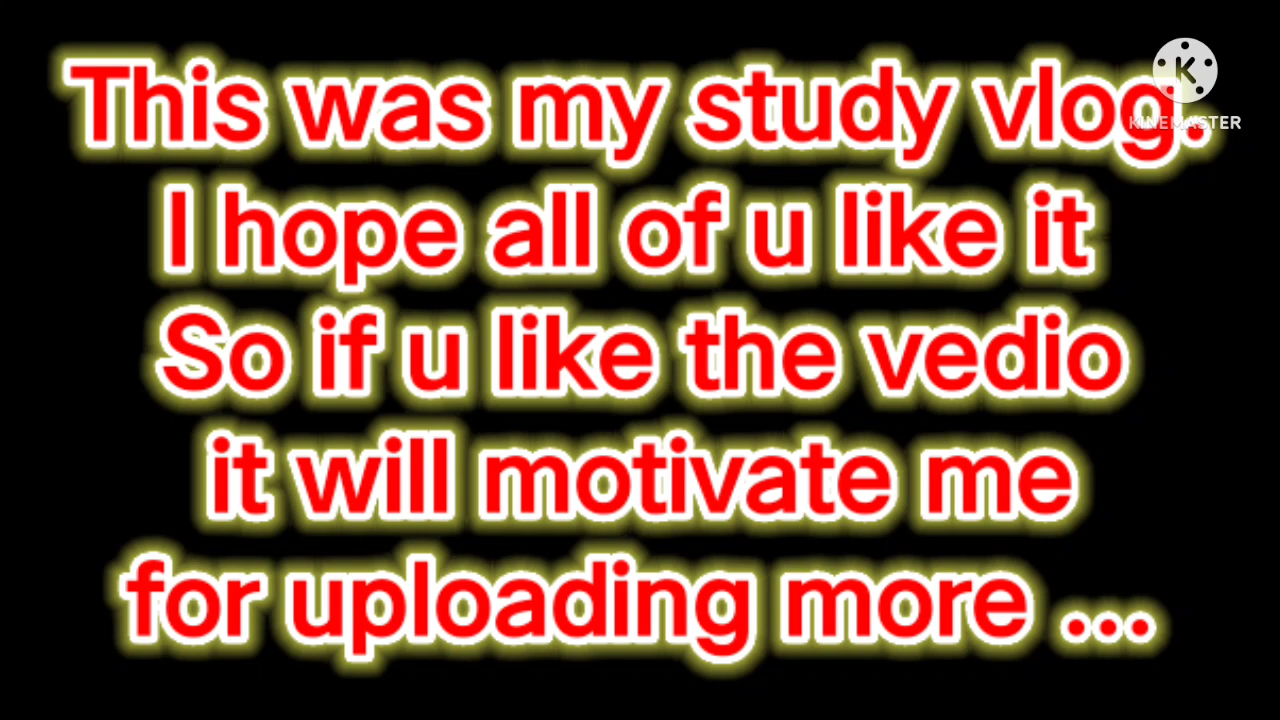 This was my study vlog.
I hope all of u like it
So if u like the vedio
it will motivate me
for uploading more ...
K
KINEMASTER